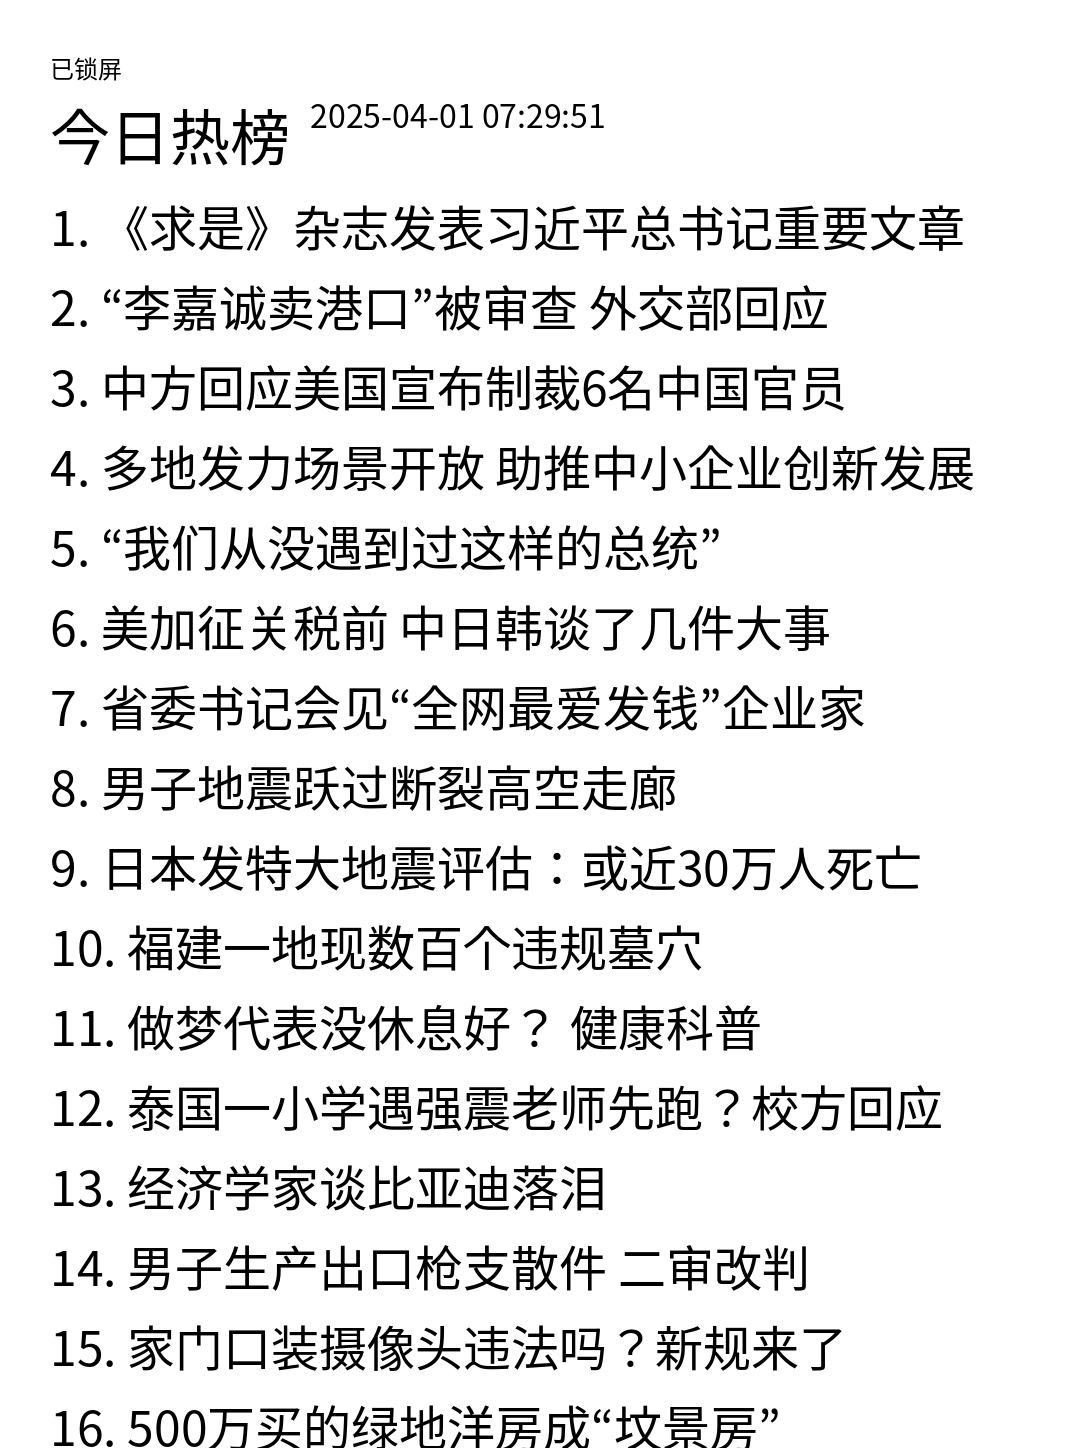 已锁屏
今日热榜 2025-04-01 07:29:51
1. 《求是》杂志发表习近平总书记重要文章
2. “李嘉诚卖港口”被审查 外交部回应
3. 中方回应美国宣布制裁6名中国官员
4. 多地发力场景开放 助推中小企业创新发展
5. “我们从没遇到过这样的总统”
6. 美加征关税前 中日韩谈了几件大事
7. 省委书记会见“全网最爱发钱”企业家
8. 男子地震跃过断裂高空走廊
9. 日本发特大地震评估：或近30万人死亡
10. 福建一地现数百个违规墓穴
11. 做梦代表没休息好？ 健康科普
12. 泰国一小学遇强震老师先跑？校方回应
13. 经济学家谈比亚迪落泪
14. 男子生产出口枪支散件 二审改判
15. 家门口装摄像头违法吗？新规来了
16. 500万买的绿地洋房成“坟景房”